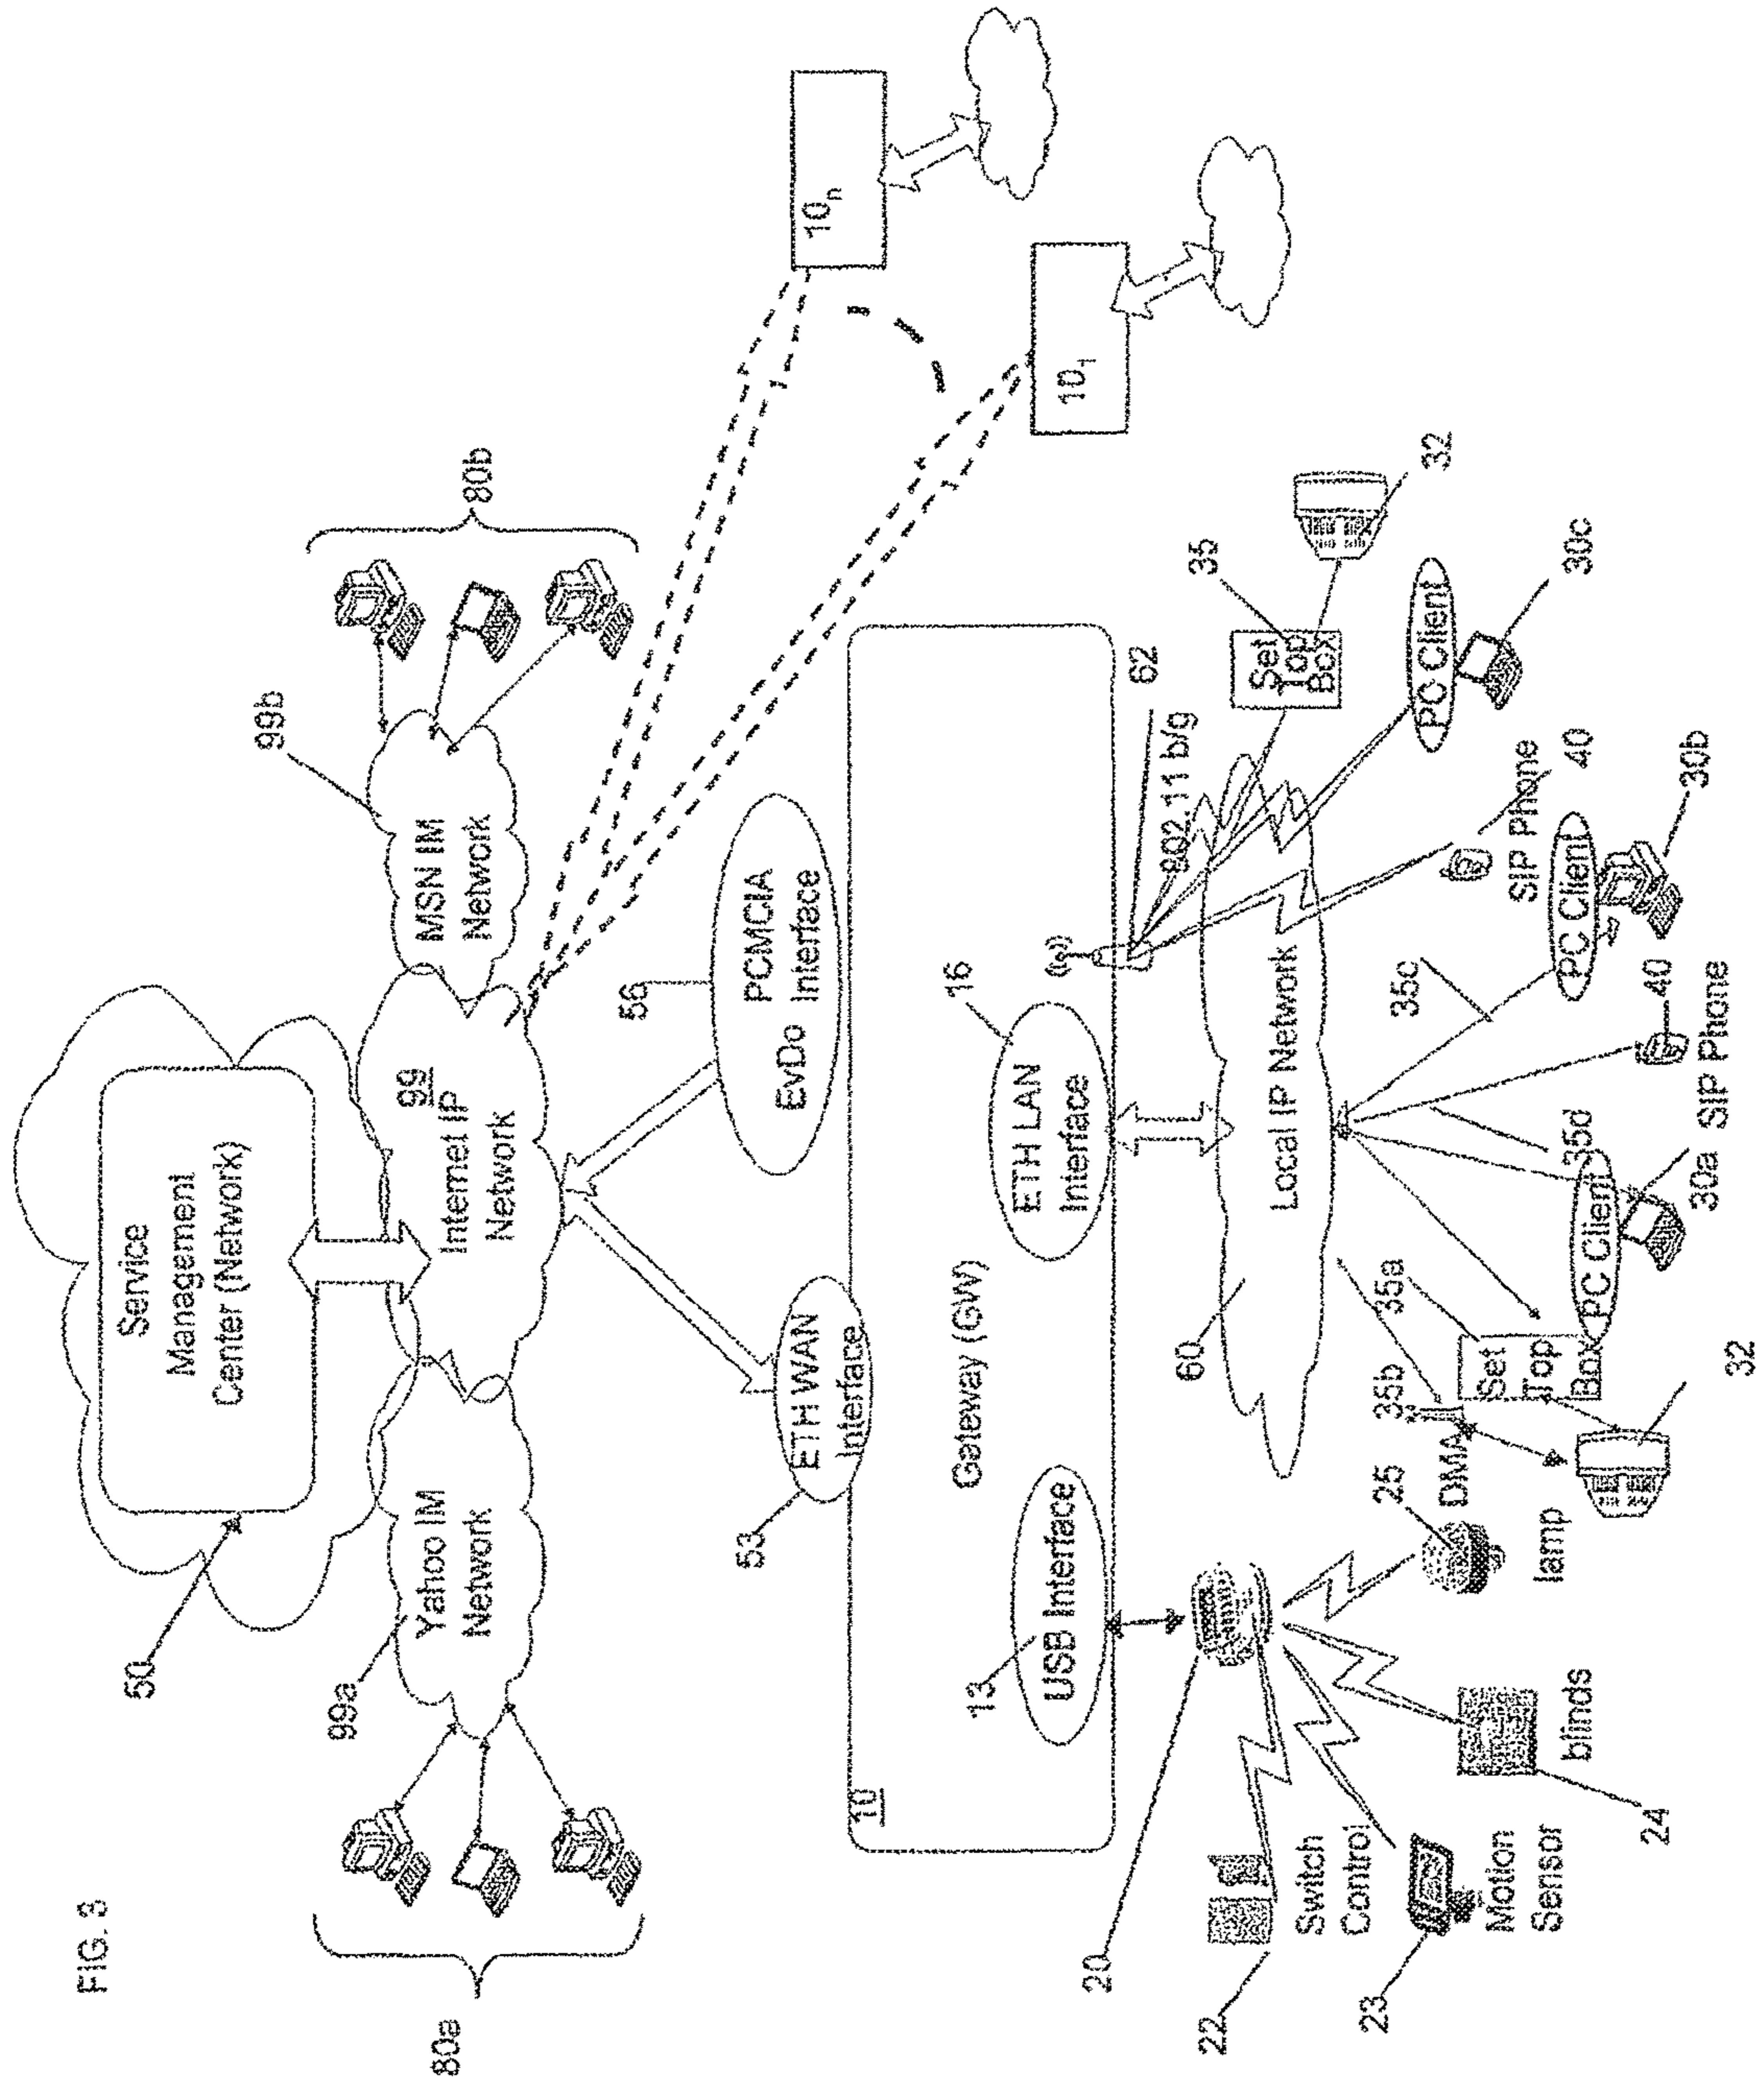 FIG. 3
50
Service
Management
Center (Network)
80a
99a
Yahoo IM
Network
99
Internet IP
Network
MSN IM
Network
99b
80b
53
ETH WAN
Interface
56
PCMCIA
EvDo Interface
10
Geteway (GW)
13
USB Interface
16
ETH LAN
Interface
62
802.11 b/g
10n
101
60
Local IP Network
20
22
Switch
Control
23
Motion
Sensor
24
blinds
25
lamp
DMA
35b
35a
Set
Top
Box
32
PC Client
30a
35d
SIP Phone
40
35c
PC Client
30b
SIP Phone
40
PC Client
30c
35
Set
Top
Box
32